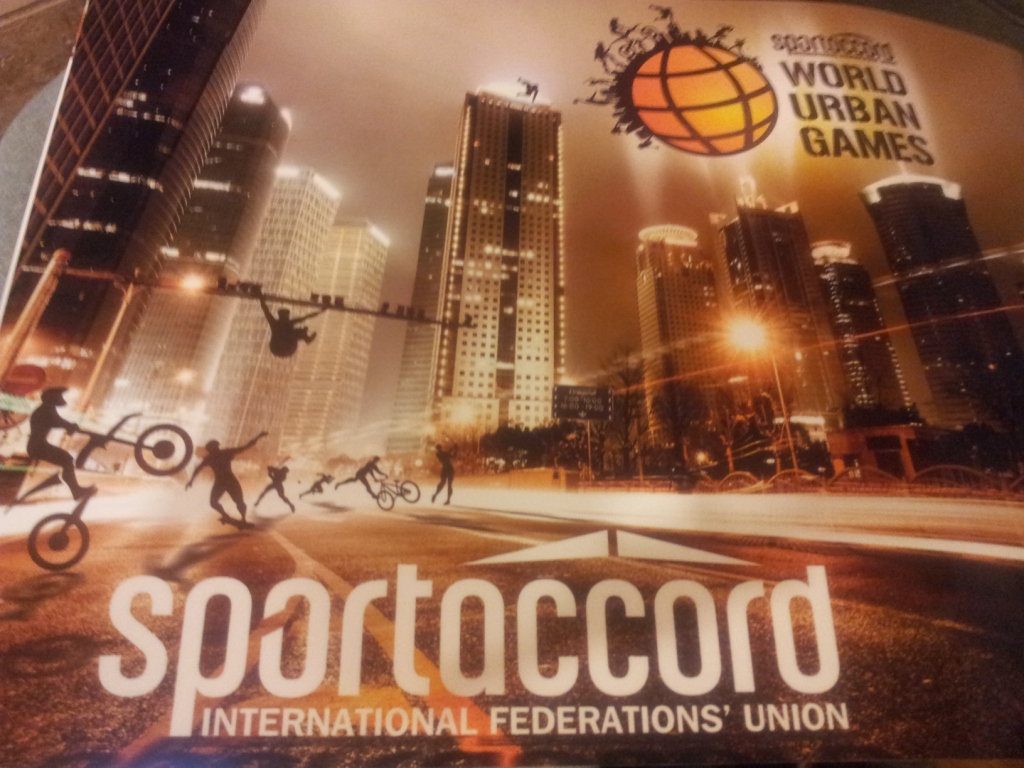 sportaccord
WORLD
URBAN
GAMES
sportaccord
INTERNATIONAL FEDERATIONS' UNION